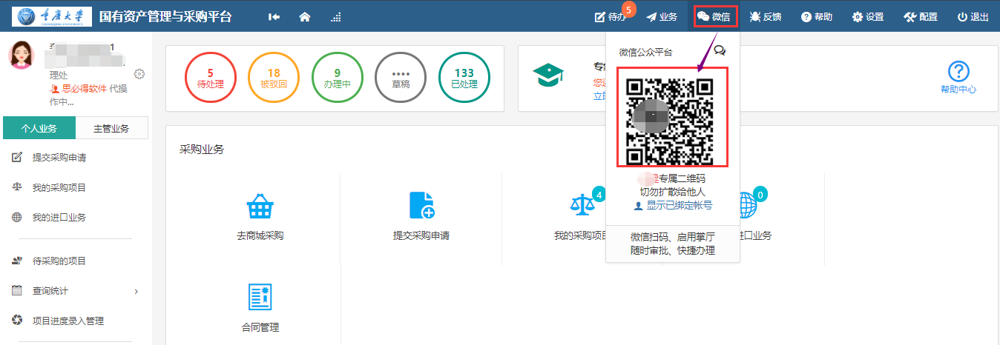 重庆大学
CHONGQING UNIVERSITY
国有资产管理与采购平台
待办
5
业务
微信
反馈
帮助
设置
配置
退出
1
理处
思必得软件 代操
作中...
个人业务
主管业务
提交采购申请
我的采购项目
我的进口业务
待采购的项目
查询统计
项目进度录入管理
5
待处理
18
被驳回
9
办理中
••••
草稿
133
已处理
微信公众平台
专属二维码
切勿扩散给他人
显示已绑定帐号
微信扫码、启用掌厅
随时审批、快捷办理
立即
帮助中心
采购业务
去商城采购
提交采购申请
4
我的采购项目
0
进口业务
合同管理